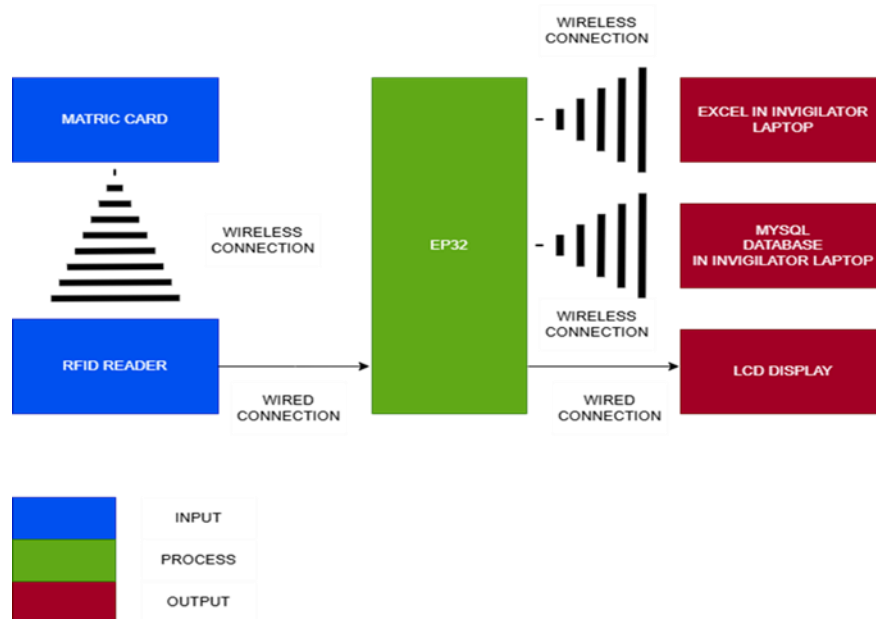 WIRELESS
CONNECTION
MATRIC CARD
EXCEL IN INVIGILATOR
LAPTOP
WIRELESS
CONNECTION
EP32
MYSQL
DATABASE
IN INVIGILATOR LAPTOP
WIRELESS
CONNECTION
RFID READER
LCD DISPLAY
WIRED
CONNECTION
WIRED
CONNECTION
INPUT
PROCESS
OUTPUT